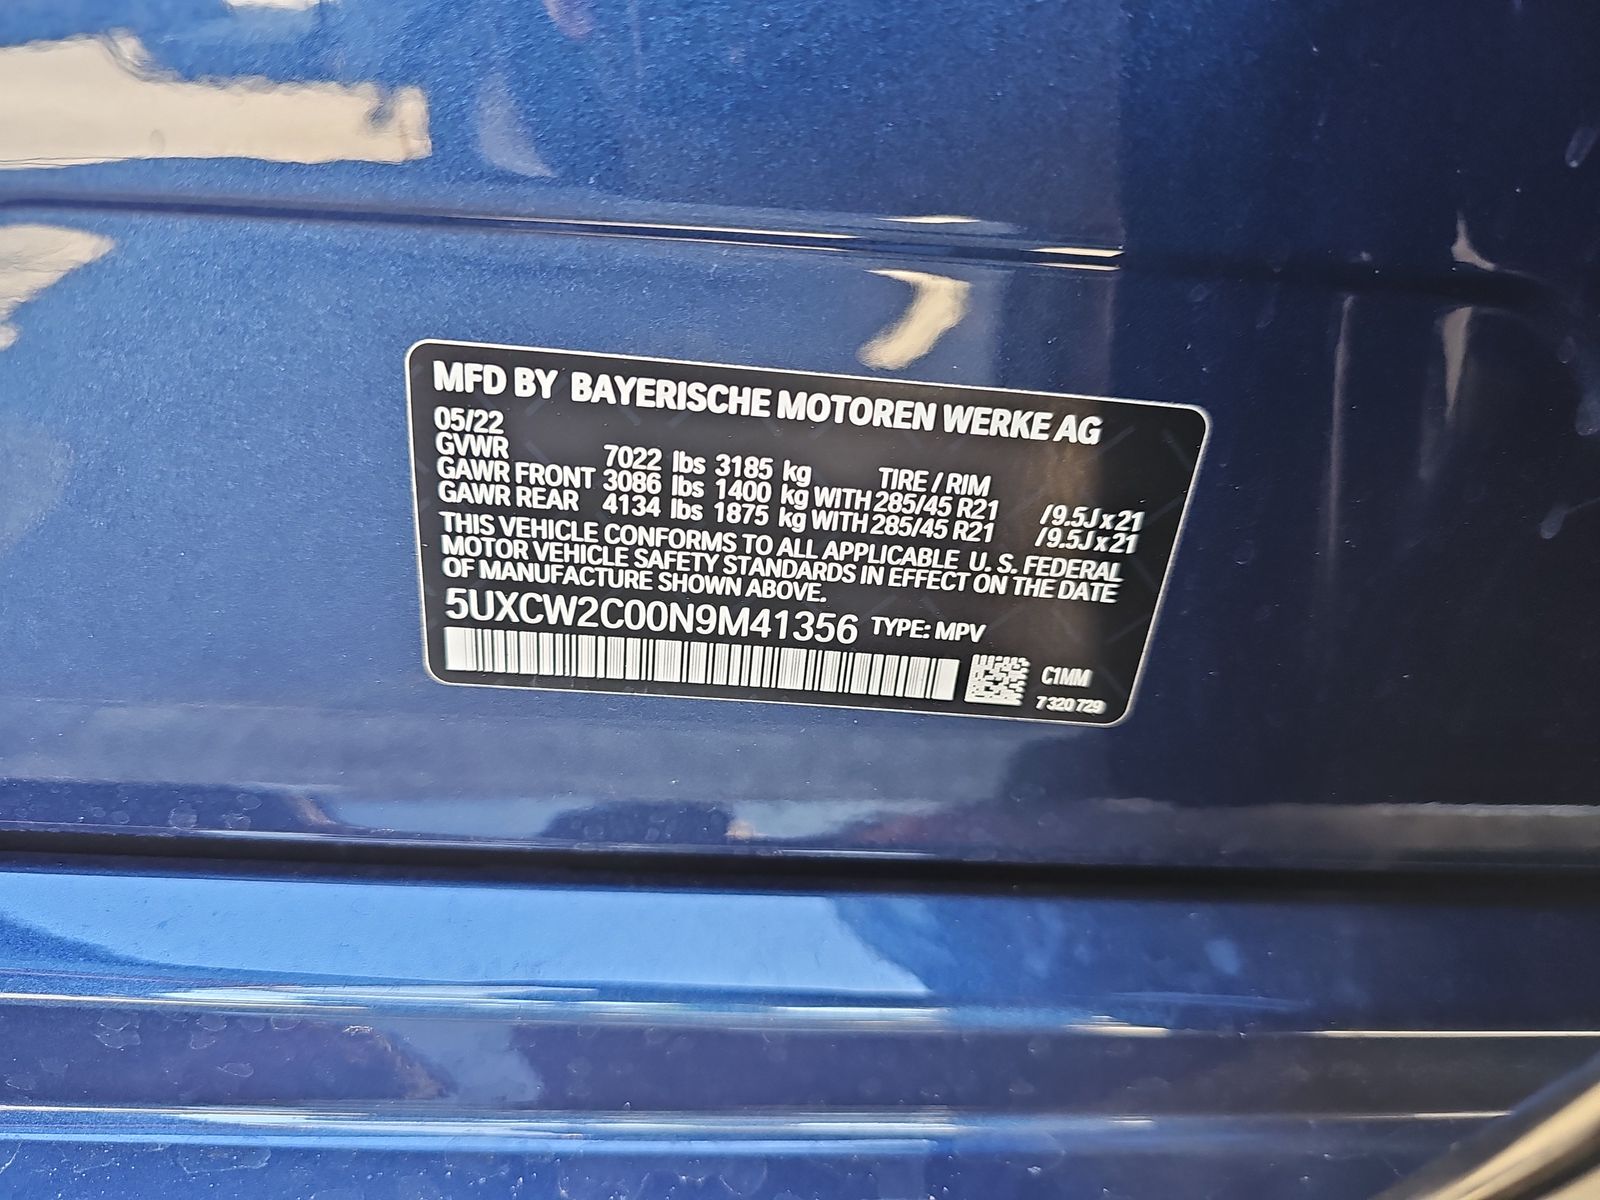 MFD BY BAYERISCHE MOTOREN WERKE AG
05/22
GVWR 7022 lbs 3185 kg TIRE / RIM
GAWR FRONT 3086 lbs 1400 kg WITH 285/45 R21 /9.5J x 21
GAWR REAR 4134 lbs 1875 kg WITH 285/45 R21 /9.5J x 21
THIS VEHICLE CONFORMS TO ALL APPLICABLE U. S. FEDERAL
MOTOR VEHICLE SAFETY STANDARDS IN EFFECT ON THE DATE
OF MANUFACTURE SHOWN ABOVE.
5UXCW2C00N9M41356 TYPE: MPV
C1MM
7 320 729